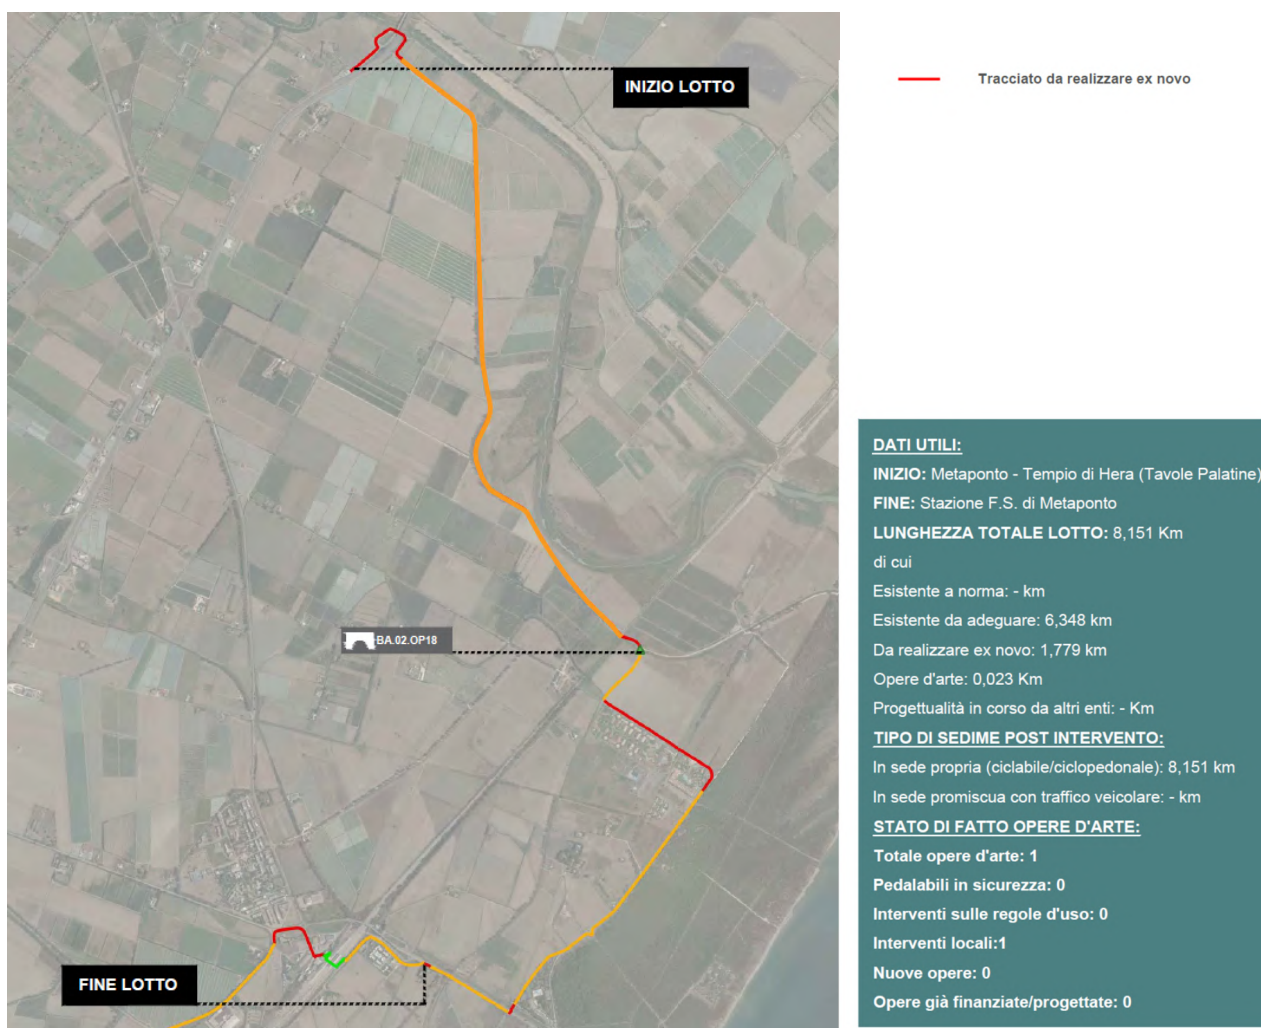 INIZIO LOTTO
Tracciato da realizzare ex novo
BA.02.OP18
FINE LOTTO
DATI UTILI:
INIZIO: Metaponto - Tempio di Hera (Tavole Palatine)
FINE: Stazione F.S. di Metaponto
LUNGHEZZA TOTALE LOTTO: 8,151 Km
di cui
Esistente a norma: - km
Esistente da adeguare: 6,348 km
Da realizzare ex novo: 1,779 km
Opere d'arte: 0,023 Km
Progettualità in corso da altri enti: - Km
TIPO DI SEDIME POST INTERVENTO:
In sede propria (ciclabile/ciclopedonale): 8,151 km
In sede promiscua con traffico veicolare: - km
STATO DI FATTO OPERE D'ARTE:
Totale opere d'arte: 1
Pedalabili in sicurezza: 0
Interventi sulle regole d'uso: 0
Interventi locali:1
Nuove opere: 0
Opere già finanziate/progettate: 0